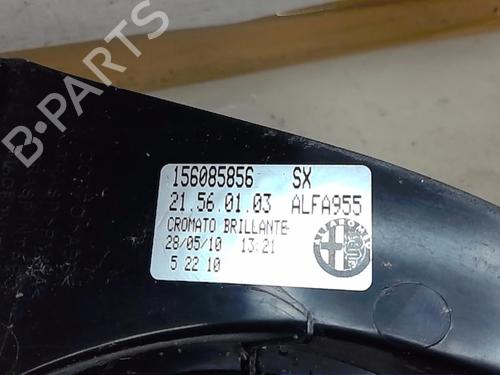 B-PARTS
156085856 SX
21.56.01.03 ALFA955
CROMATO BRILLANTE
28/05/10 13:21
5 22 10